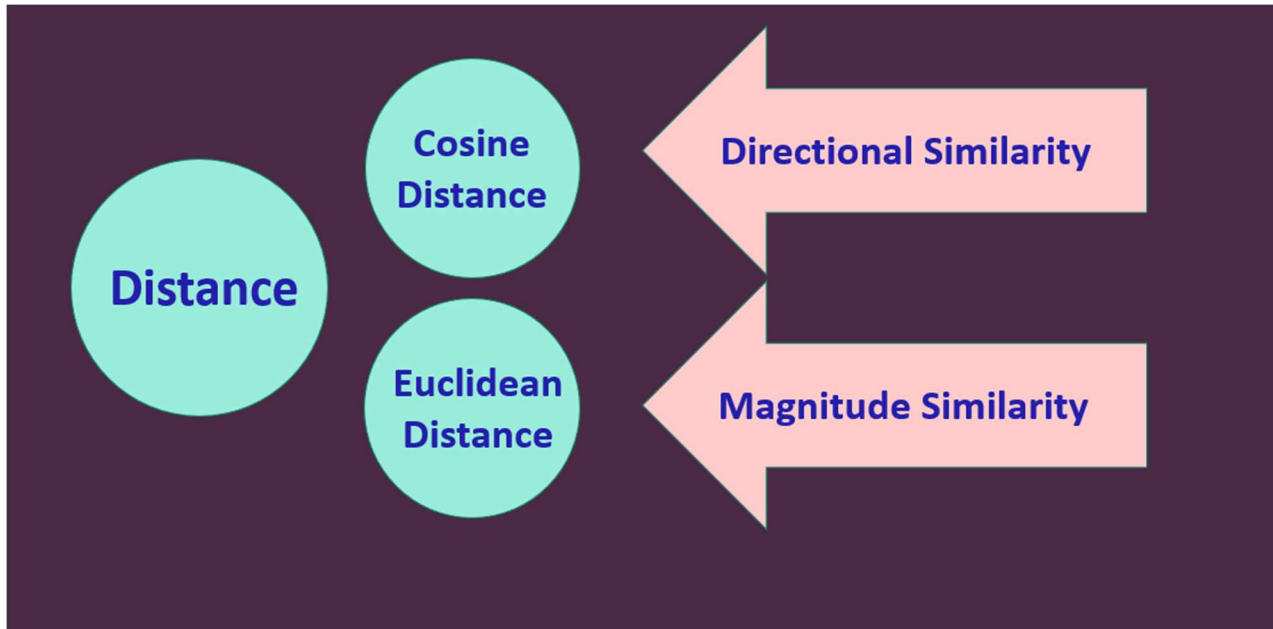 Distance
Cosine
Distance
Euclidean
Distance
Directional Similarity
Magnitude Similarity